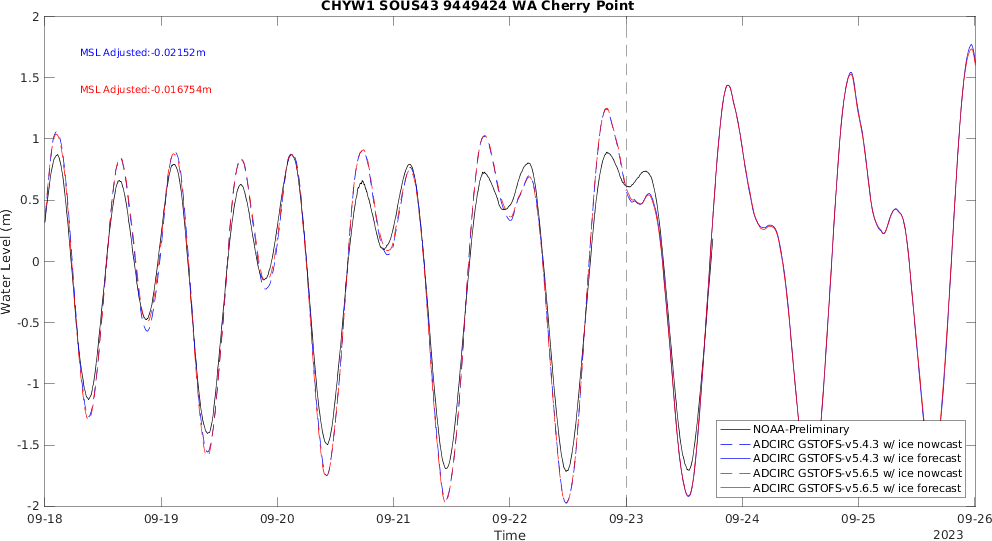 CHYW1 SOUS43 9449424 WA Cherry Point
MSL Adjusted:-0.02152m
MSL Adjusted:-0.016754m
Water Level (m)
2
1.5
1
0.5
0
-0.5
-1
-1.5
-2
NOAA-Preliminary
ADCIRC GSTOFS-v5.4.3 w/ ice nowcast
ADCIRC GSTOFS-v5.4.3 w/ ice forecast
ADCIRC GSTOFS-v5.6.5 w/ ice nowcast
ADCIRC GSTOFS-v5.6.5 w/ ice forecast
09-18 09-19 09-20 09-21 09-22 09-23 09-24 09-25 09-26
Time
2023